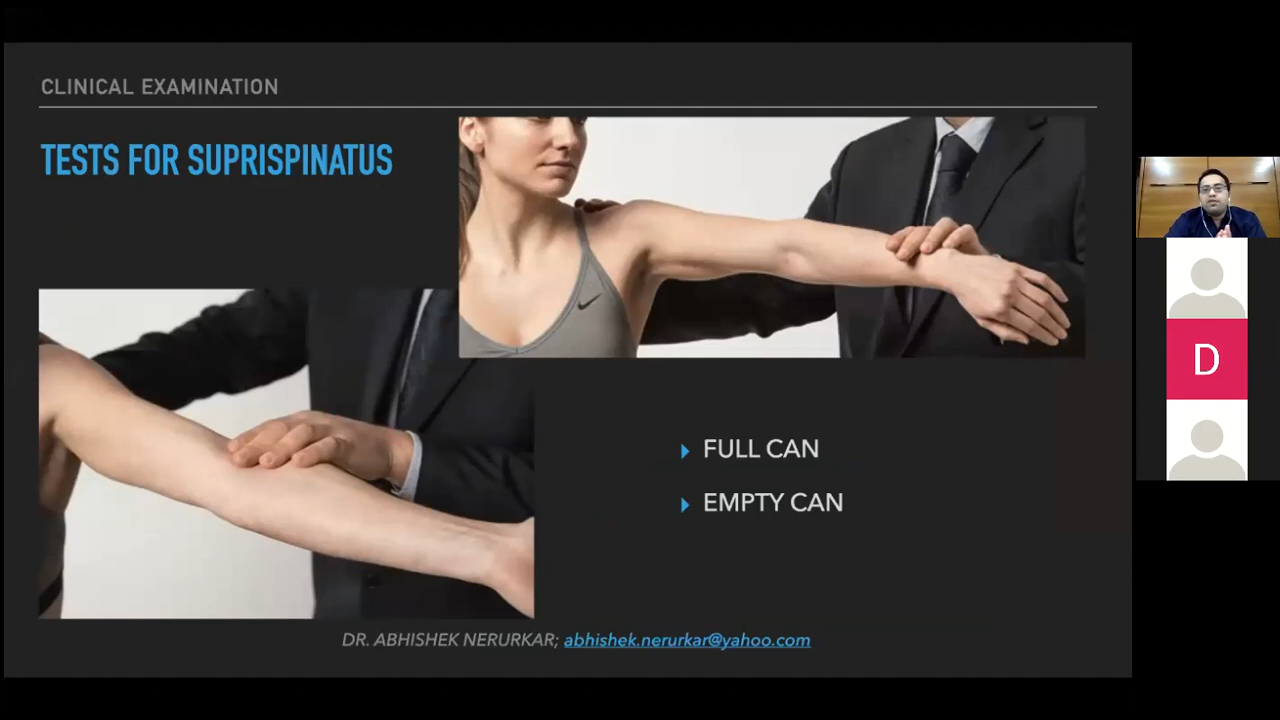 CLINICAL EXAMINATION
TESTS FOR SUPRISPINATUS
FULL CAN
EMPTY CAN
DR. ABHISHEK NERURKAR; abhishek.nerurkar@yahoo.com
D